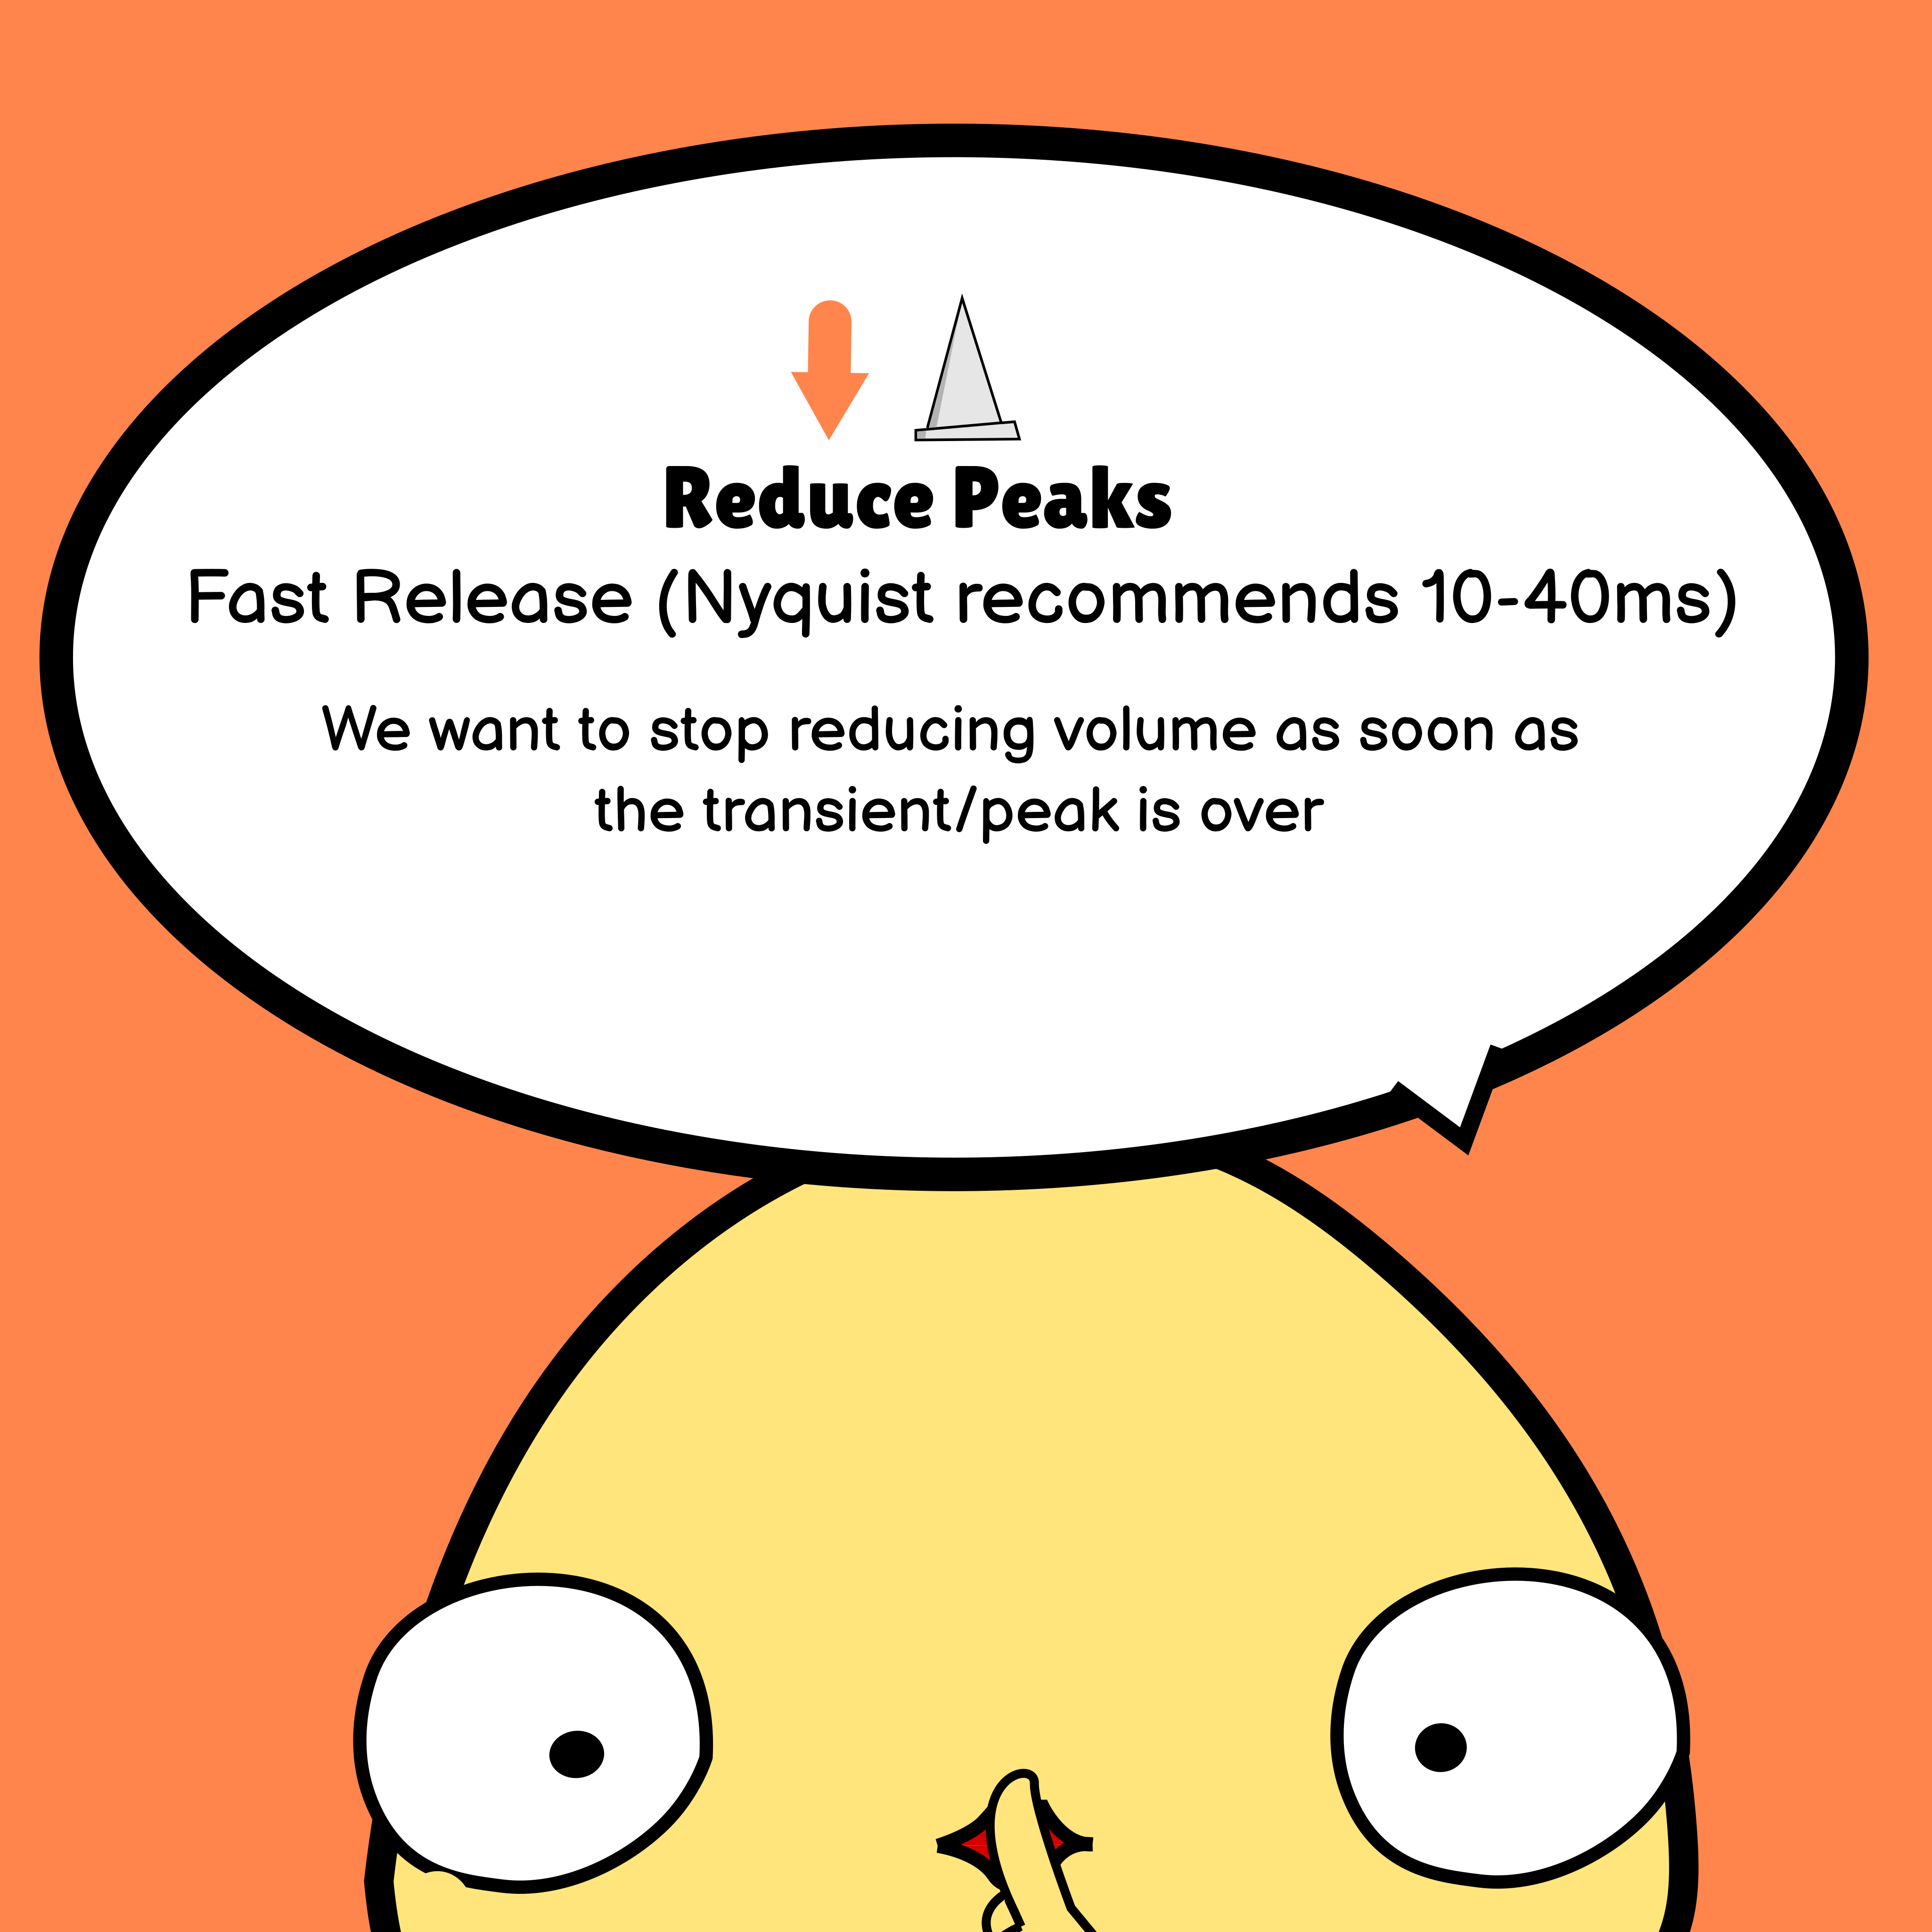 Reduce Peaks
Fast Release (Nyquist recommends 10-40ms)
We want to stop reducing volume as soon as
the transient/peak is over